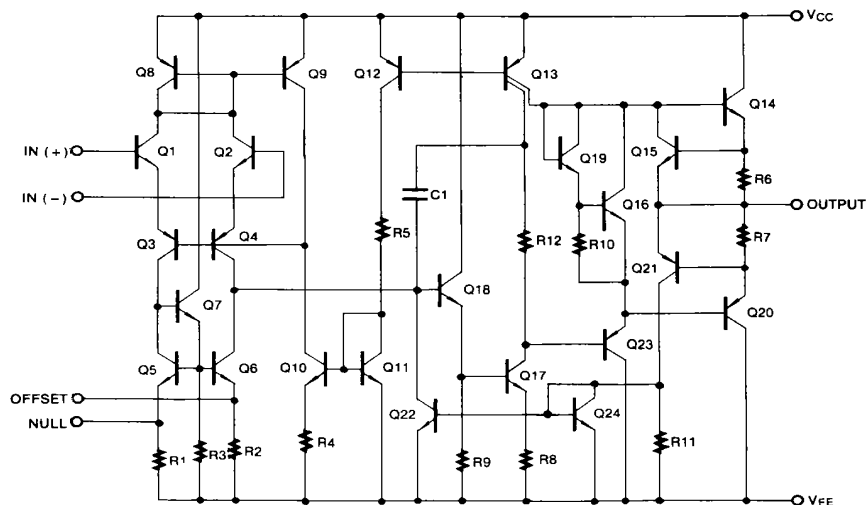 VCC
Q8
Q9
Q12
Q13
Q14
IN (+)
Q1
Q2
Q19
Q15
IN (–)
C1
R6
Q16
OUTPUT
R5
R12
R10
R7
Q3
Q4
Q21
Q7
Q18
Q20
Q23
Q5
Q6
Q10
Q11
Q17
OFFSET
Q22
Q24
NULL
R1
R3
R2
R4
R9
R8
R11
VEE